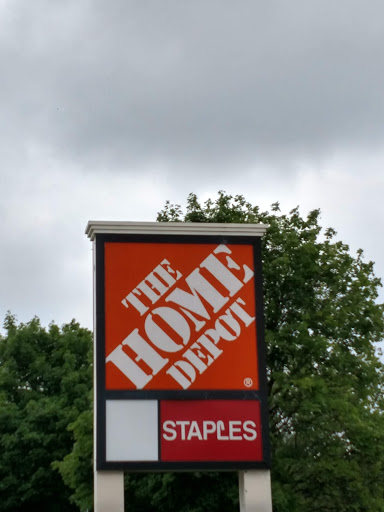 THE
HOME
DEPOT
®
STAPLES